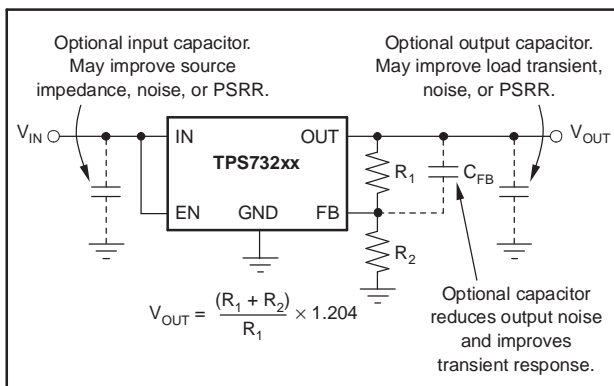 Optional input capacitor.
May improve source
impedance, noise, or PSRR.
Optional output capacitor.
May improve load transient,
noise, or PSRR.
V_IN
IN
OUT
V_OUT
TPS732xx
R_1
C_FB
EN
GND
FB
R_2
V_OUT = (R_1 + R_2) / R_1 × 1.204
Optional capacitor
reduces output noise
and improves
transient response.